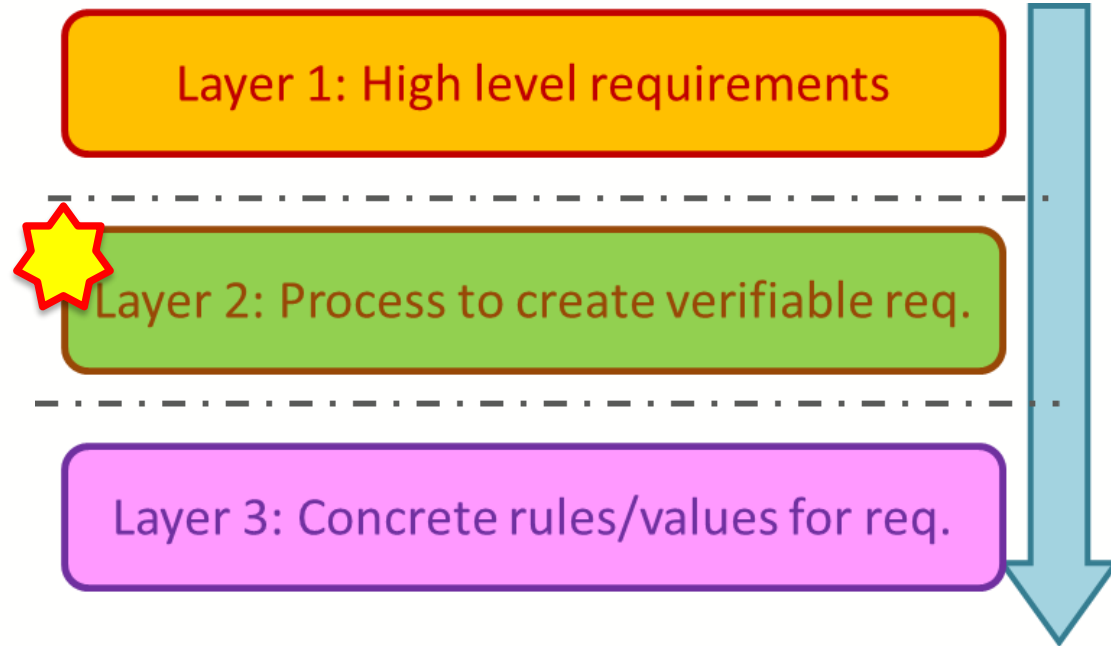 Layer 1: High level requirements
Layer 2: Process to create verifiable req.
Layer 3: Concrete rules/values for req.